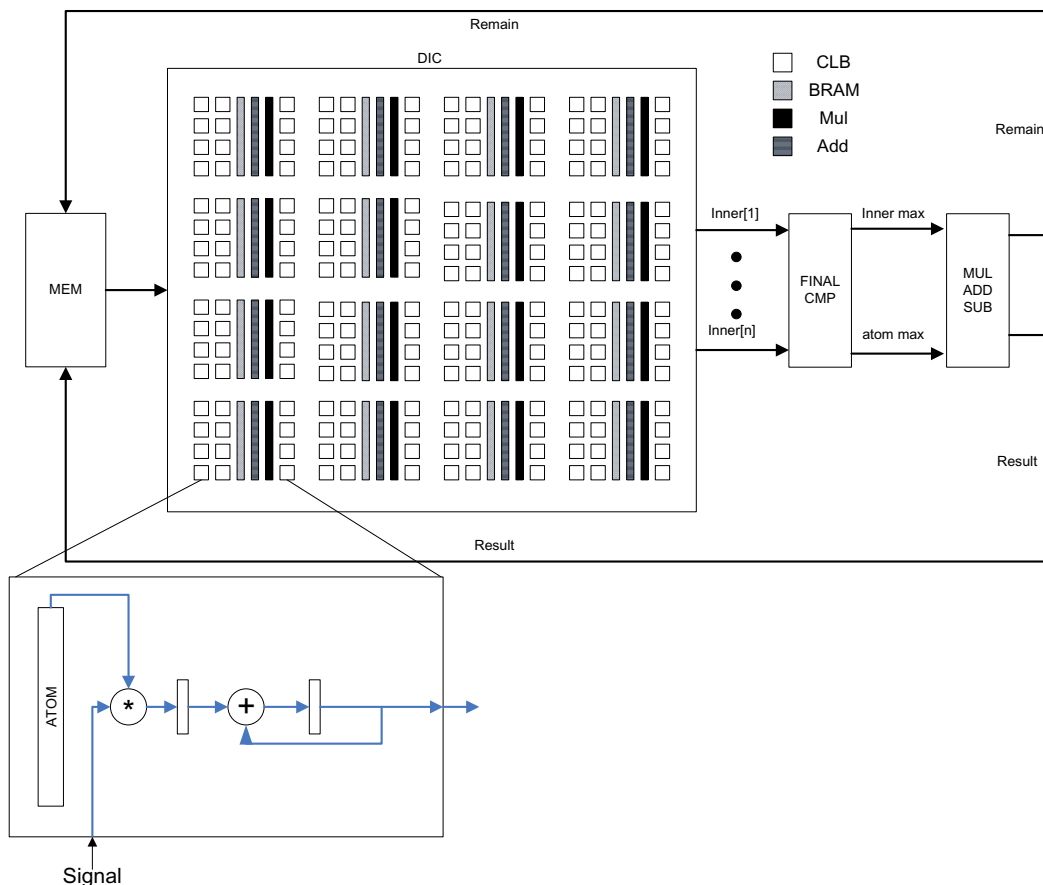 Remain
DIC
CLB
BRAM
Mul
Add
Remain
MEM
Inner[1]
Inner[n]
FINAL
CMP
Inner max
atom max
MUL
ADD
SUB
Result
Result
ATOM
*
+
Signal